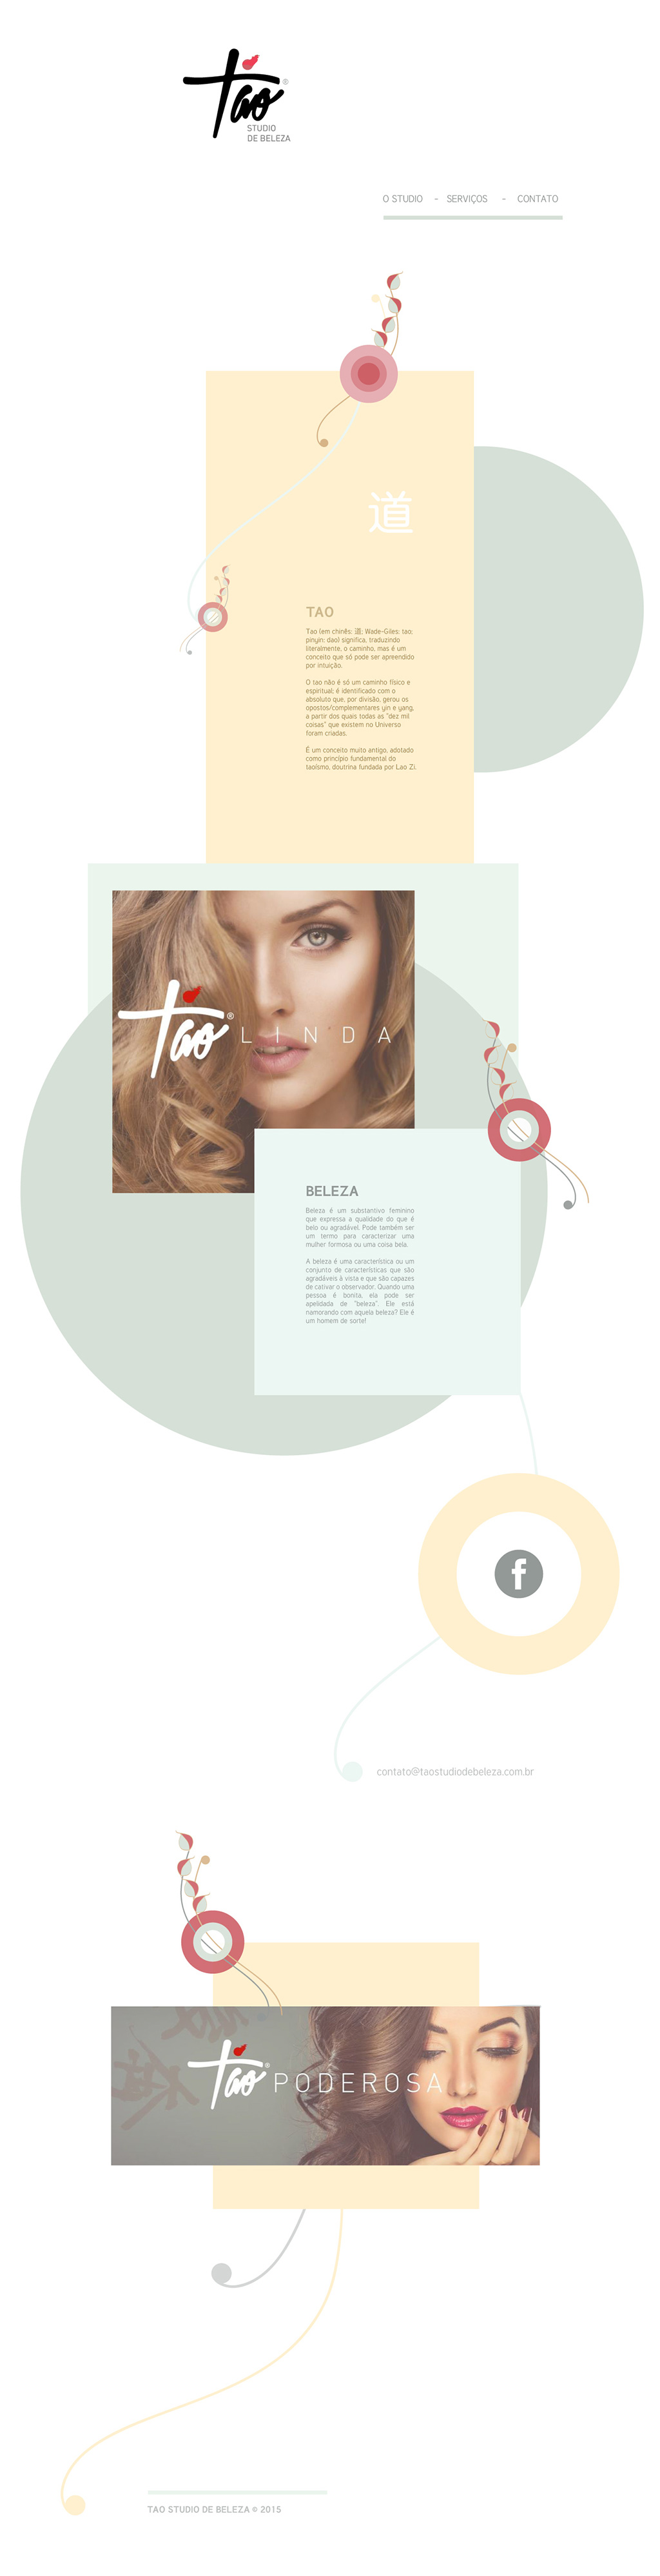 Tao®
STUDIO
DE BELEZA
O STUDIO - SERVIÇOS - CONTATO
道
TAO
Tao (em chinês: 道; Wade-Giles: tao;
pinyin: dao) significa, traduzindo
literalmente, o caminho, mas é um
conceito que só pode ser apreendido
por intuição.
O tao não é só um caminho físico e
espiritual; é identificado com o
absoluto que, por divisão, gerou os
opostos/complementares yin e yang,
a partir dos quais todas as "dez mil
coisas" que existem no Universo
foram criadas.
É um conceito muito antigo, adotado
como princípio fundamental do
taoísmo, doutrina fundada por Lao Zi.
Tao® LINDA
BELEZA
Beleza é um substantivo feminino
que expressa a qualidade do que é
belo ou agradável. Pode também ser
um termo para caracterizar uma
mulher formosa ou uma coisa bela.
A beleza é uma característica ou um
conjunto de características que são
agradáveis à vista e que são capazes
de cativar o observador. Quando uma
pessoa é bonita, ela pode ser
apelidada de "beleza". Ele está
namorando com aquela beleza? Ele é
um homem de sorte!
f
contato@taostudiodebeleza.com.br
Tao® PODEROSA
TAO STUDIO DE BELEZA © 2015